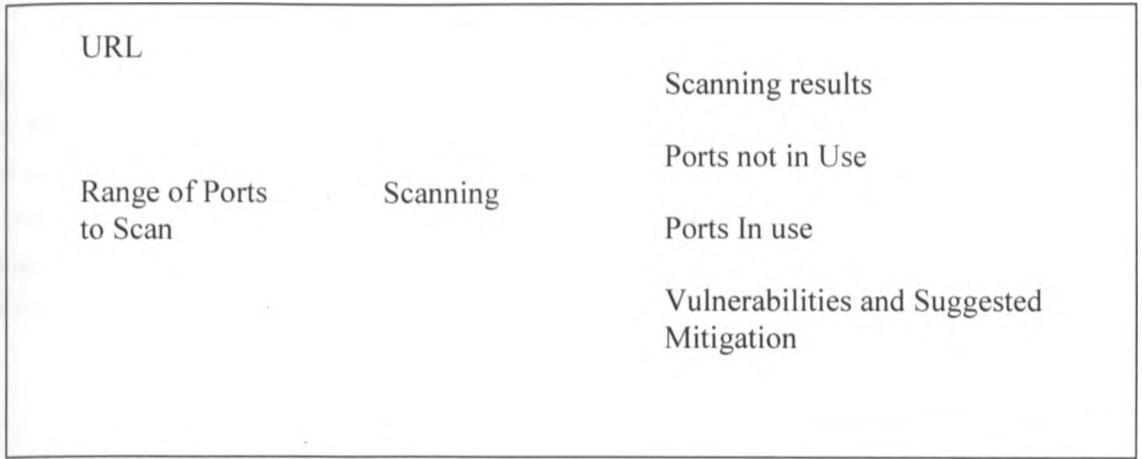 URL
Range of Ports
to Scan
Scanning
Scanning results
Ports not in Use
Ports In use
Vulnerabilities and Suggested
Mitigation